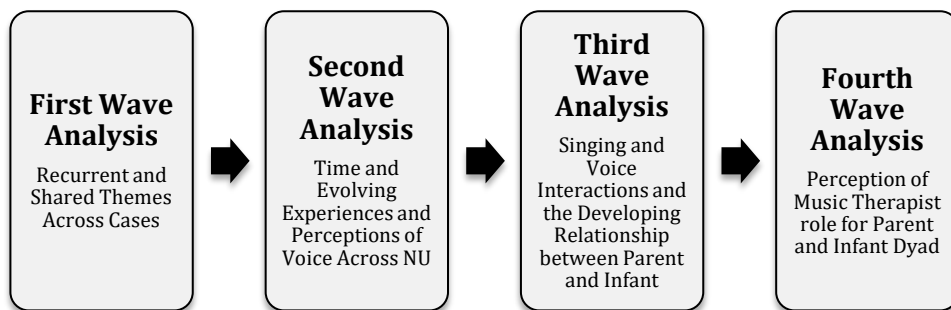 First Wave
Analysis
Recurrent and
Shared Themes
Across Cases
Second
Wave
Analysis
Time and
Evolving
Experiences and
Perceptions of
Voice Across NU
Third
Wave
Analysis
Singing and
Voice
Interactions and
the Developing
Relationship
between Parent
and Infant
Fourth
Wave
Analysis
Perception of
Music Therapist
role for Parent
and Infant Dyad